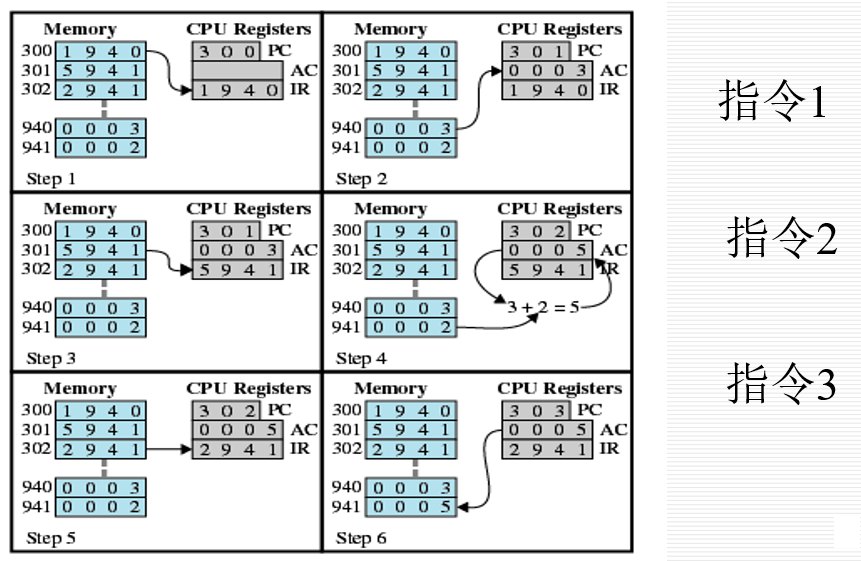 Memory CPU Registers
300 1 9 4 0 3 0 0 PC
301 5 9 4 1 AC
302 2 9 4 1 1 9 4 0 IR
940 0 0 0 3
941 0 0 0 2
Step 1
Memory CPU Registers
300 1 9 4 0 3 0 1 PC
301 5 9 4 1 0 0 0 3 AC
302 2 9 4 1 1 9 4 0 IR
940 0 0 0 3
941 0 0 0 2
Step 2
指令1
Memory CPU Registers
300 1 9 4 0 3 0 1 PC
301 5 9 4 1 0 0 0 3 AC
302 2 9 4 1 5 9 4 1 IR
940 0 0 0 3
941 0 0 0 2
Step 3
Memory CPU Registers
300 1 9 4 0 3 0 2 PC
301 5 9 4 1 0 0 0 5 AC
302 2 9 4 1 5 9 4 1 IR
940 0 0 0 3 3 + 2 = 5
941 0 0 0 2
Step 4
指令2
Memory CPU Registers
300 1 9 4 0 3 0 2 PC
301 5 9 4 1 0 0 0 5 AC
302 2 9 4 1 2 9 4 1 IR
940 0 0 0 3
941 0 0 0 2
Step 5
Memory CPU Registers
300 1 9 4 0 3 0 3 PC
301 5 9 4 1 0 0 0 5 AC
302 2 9 4 1 2 9 4 1 IR
940 0 0 0 3
941 0 0 0 5
Step 6
指令3